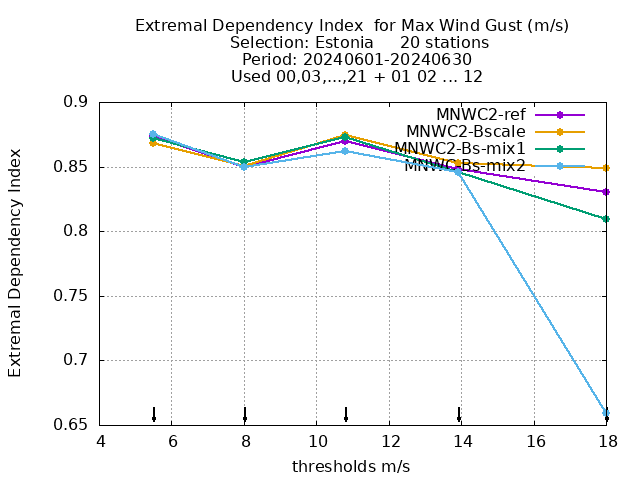 Extremal Dependency Index  for Max Wind Gust (m/s)
Selection: Estonia     20 stations
Period: 20240601-20240630
Used 00,03,...,21 + 01 02 ... 12
MNWC2-ref
MNWC2-Bscale
MNWC2-Bs-mix1
MNWC-Bs-mix2
Extremal Dependency Index
0.9
0.85
0.8
0.75
0.7
0.65
4 6 8 10 12 14 16 18
thresholds m/s